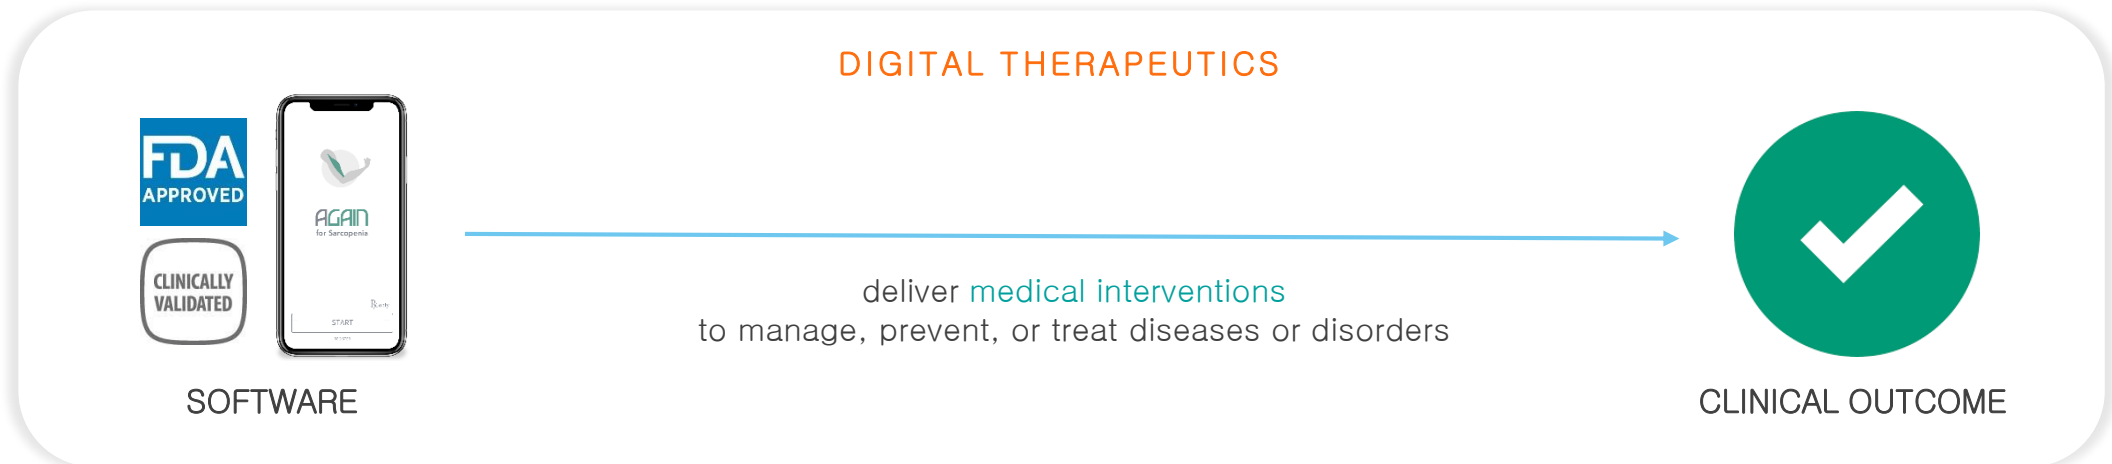 DIGITAL THERAPEUTICS
FDA
APPROVED
CLINICALLY
VALIDATED
AGAIN
for Sarcopenia
START
deliver medical interventions
to manage, prevent, or treat diseases or disorders
SOFTWARE
CLINICAL OUTCOME